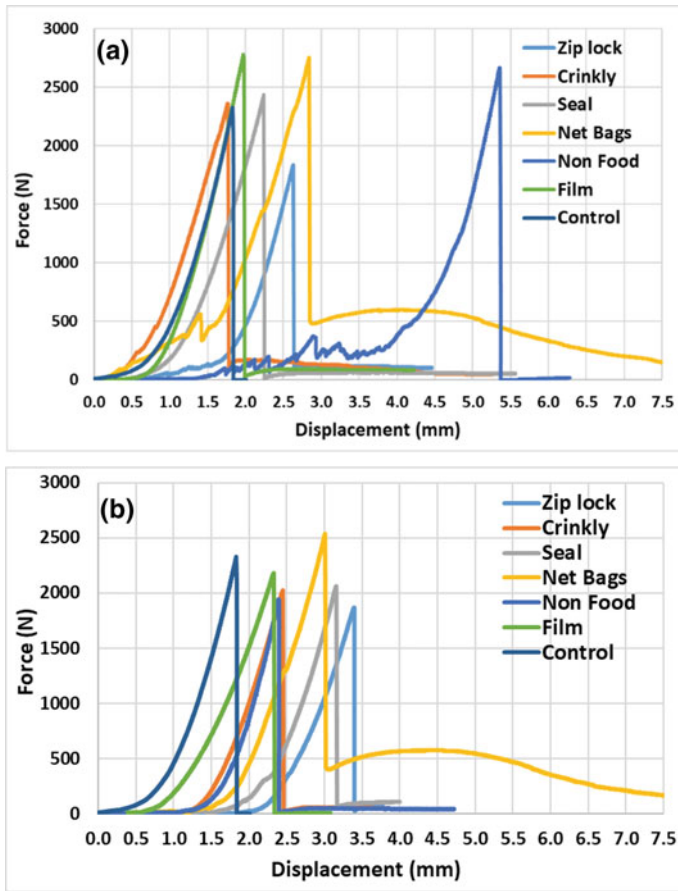 (a)
3000
2500
2000
1500
1000
500
0
Force (N)
Zip lock
Crinkly
Seal
Net Bags
Non Food
Film
Control
0.0 0.5 1.0 1.5 2.0 2.5 3.0 3.5 4.0 4.5 5.0 5.5 6.0 6.5 7.0 7.5
Displacement (mm)
(b)
3000
2500
2000
1500
1000
500
0
Force (N)
Zip lock
Crinkly
Seal
Net Bags
Non Food
Film
Control
0.0 0.5 1.0 1.5 2.0 2.5 3.0 3.5 4.0 4.5 5.0 5.5 6.0 6.5 7.0 7.5
Displacement (mm)